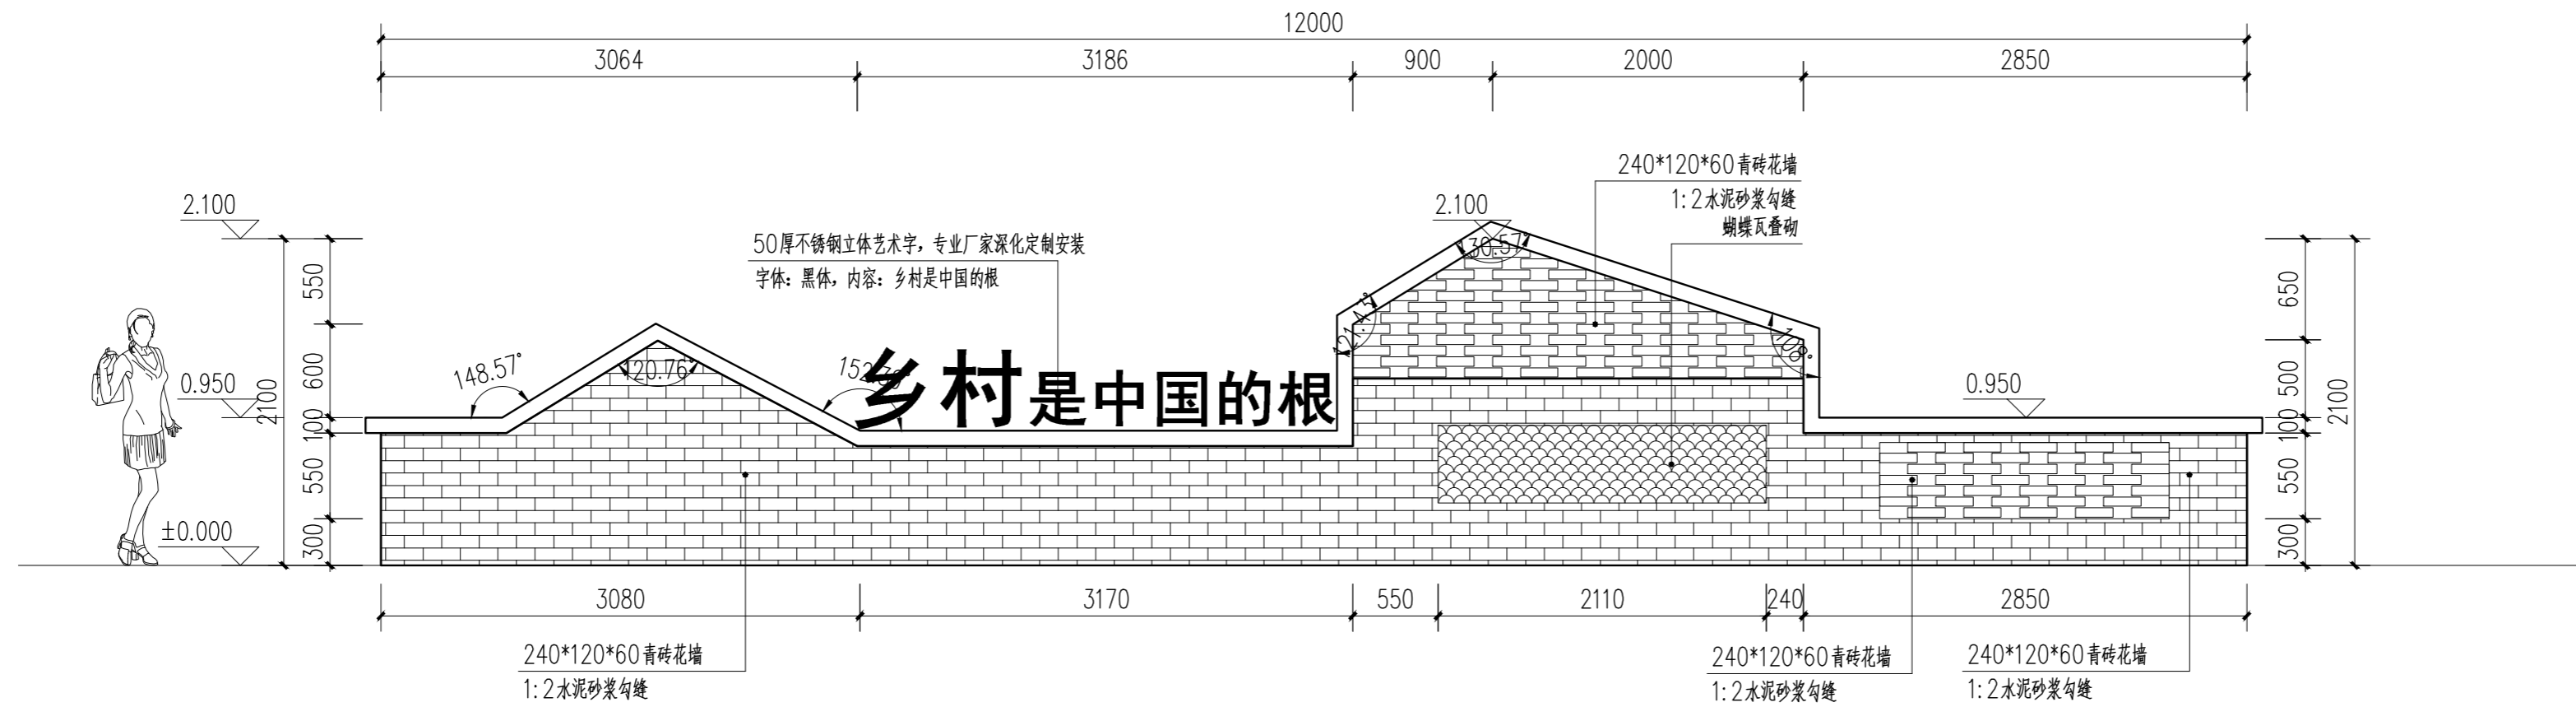 12000
3064
3186
900
2000
2850
240*120*60青砖花墙
1:2水泥砂浆勾缝
蝴蝶瓦叠砌
2.100
2.100
50厚不锈钢立体艺术字，专业厂家深化定制安装
字体：黑体，内容：乡村是中国的根
130.57°
121.45°
108°
148.57°
120.76°
乡村是中国的根
0.950
0.950
±0.000
550
600
100
550
300
2100
650
500
100
550
300
2100
3080
3170
550
2110
240
2850
240*120*60青砖花墙
1:2水泥砂浆勾缝
240*120*60青砖花墙
1:2水泥砂浆勾缝
240*120*60青砖花墙
1:2水泥砂浆勾缝